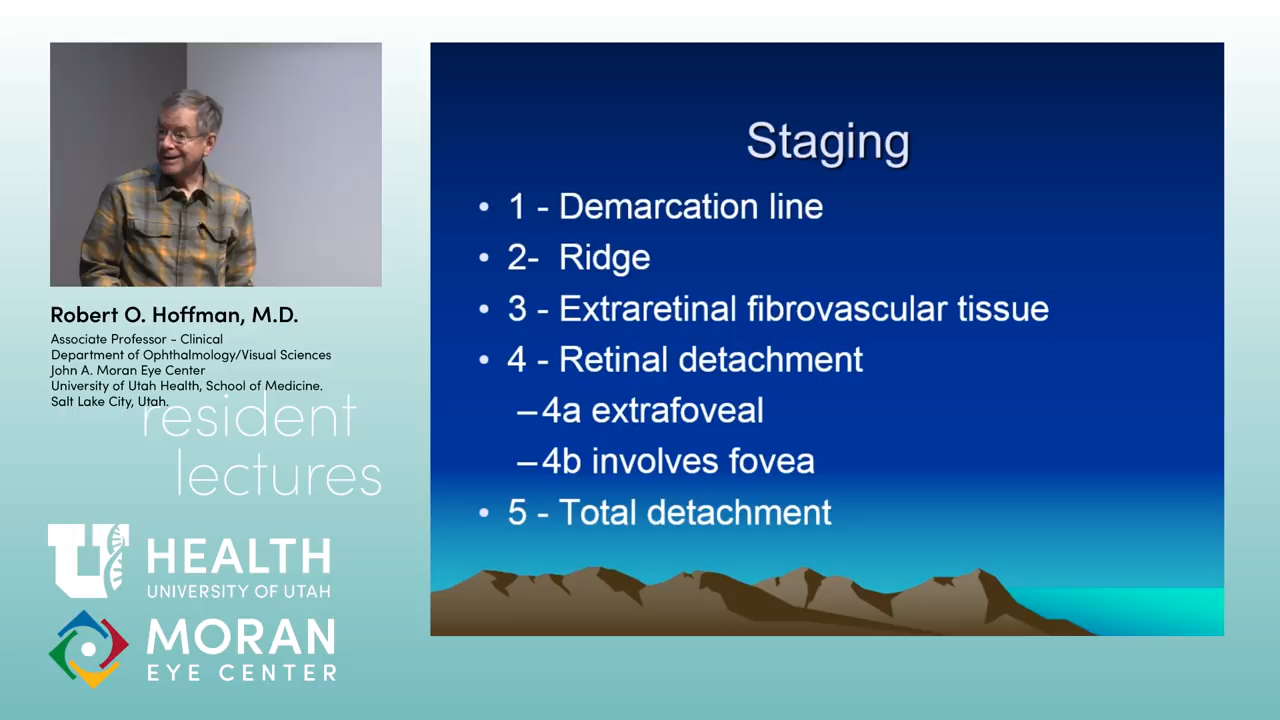 Robert O. Hoffman, M.D.
Associate Professor - Clinical
Department of Ophthalmology/Visual Sciences
John A. Moran Eye Center
University of Utah Health, School of Medicine.
Salt Lake City, Utah.
resident
lectures
U HEALTH
UNIVERSITY OF UTAH
MORAN
EYE CENTER
Staging
• 1 - Demarcation line
• 2- Ridge
• 3 - Extraretinal fibrovascular tissue
• 4 - Retinal detachment
– 4a extrafoveal
– 4b involves fovea
• 5 - Total detachment